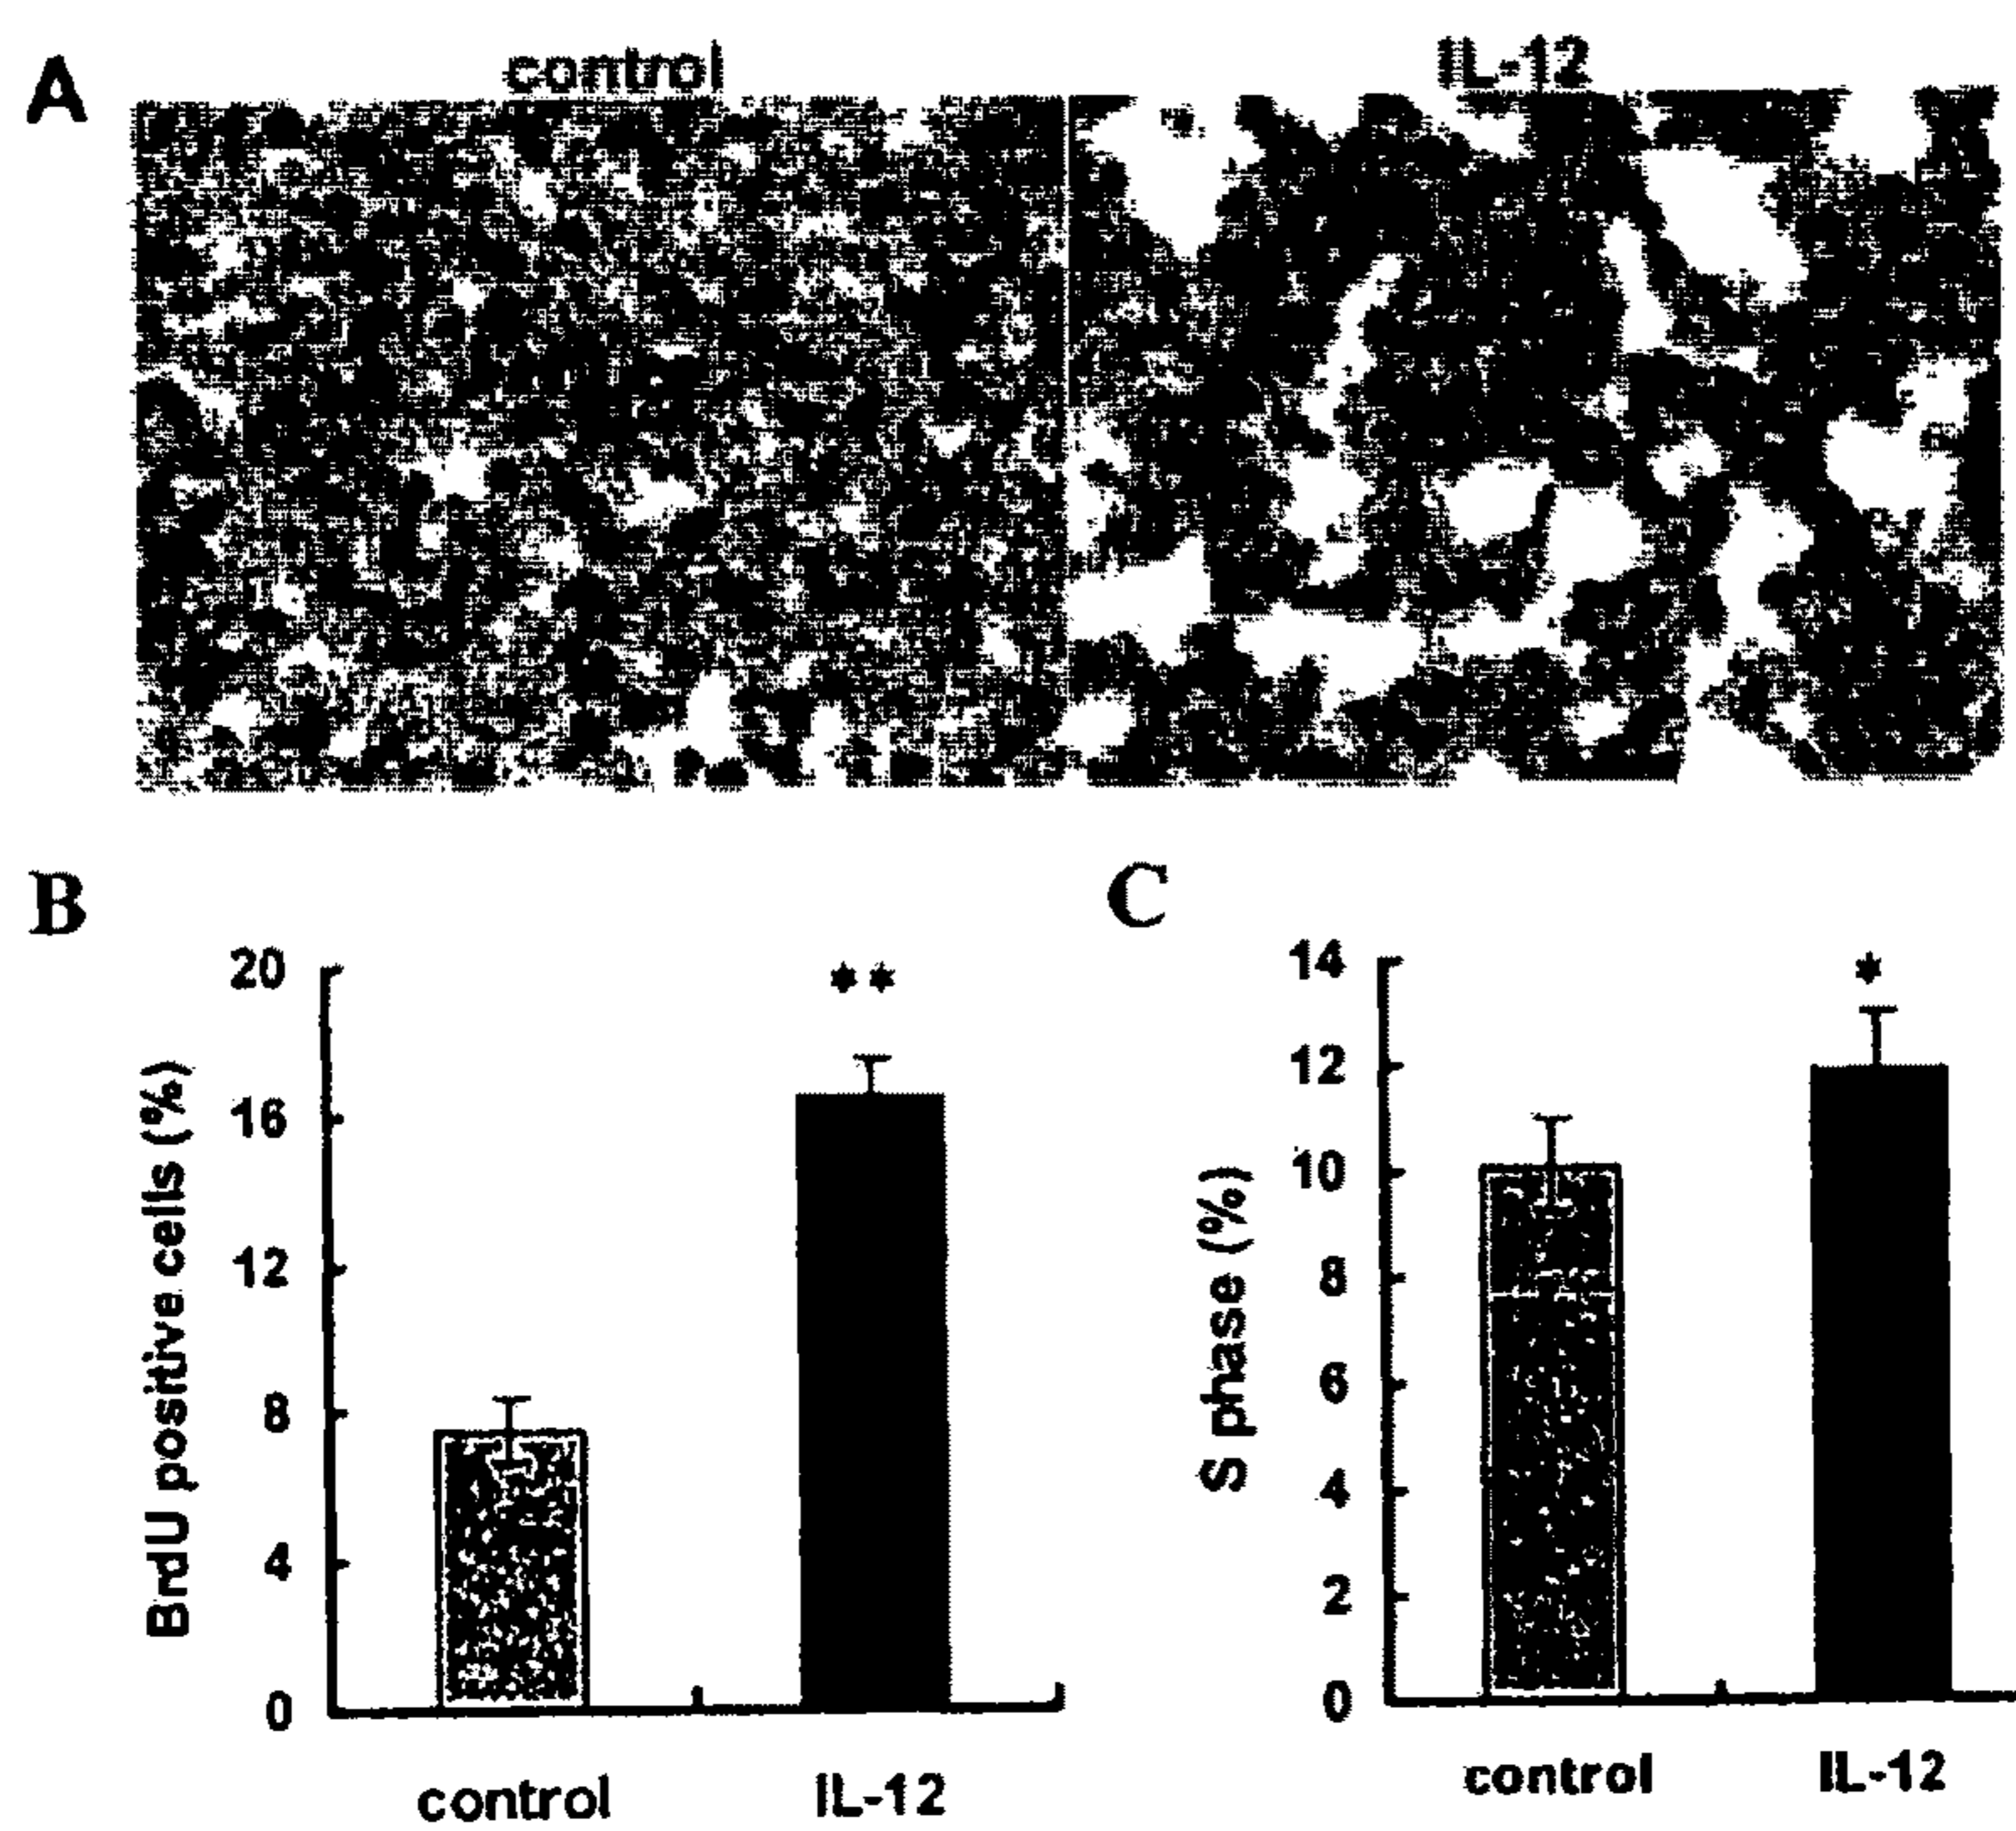 A
control
IL-12
B
20
16
12
8
4
0
BrdU positive cells (%)
**
control
IL-12
C
14
12
10
8
6
4
2
0
S phase (%)
*
control
IL-12